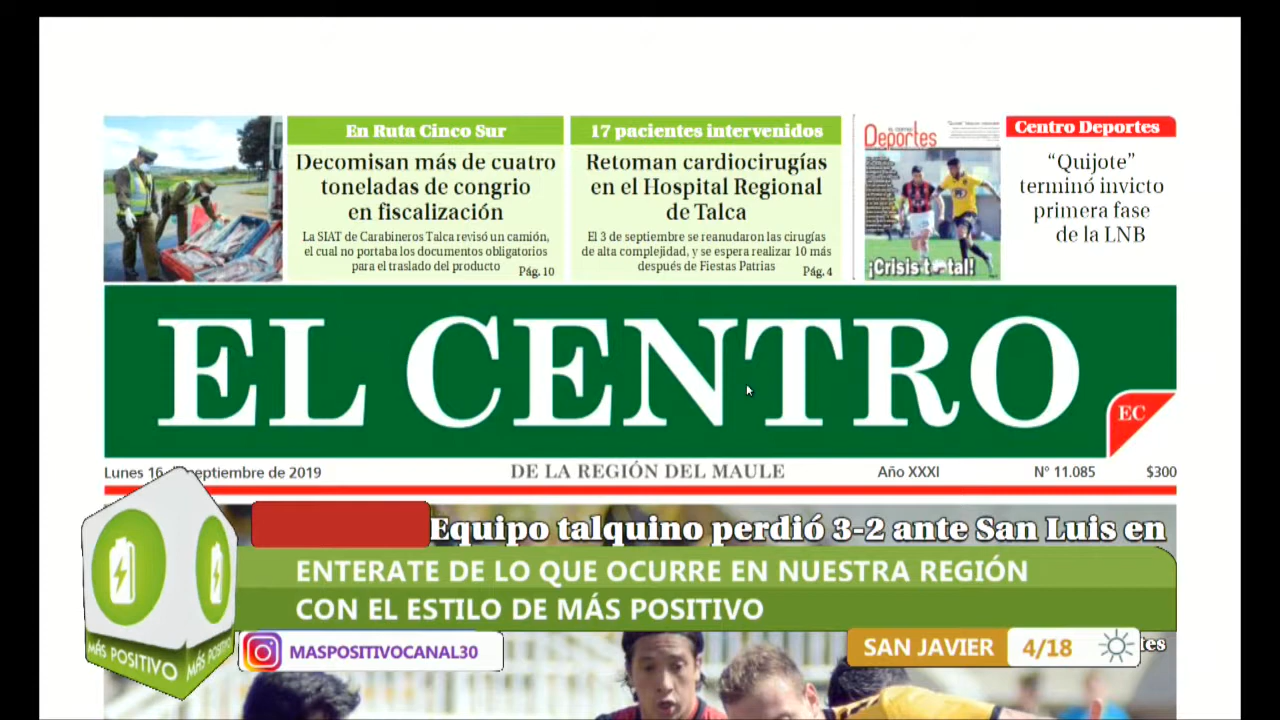 En Ruta Cinco Sur
Decomisan más de cuatro
toneladas de congrio
en fiscalización
La SIAT de Carabineros Talca revisó un camión,
el cual no portaba los documentos obligatorios
para el traslado del producto
Pág. 10
17 pacientes intervenidos
Retoman cardiocirugías
en el Hospital Regional
de Talca
El 3 de septiembre se reanudaron las cirugías
de alta complejidad, y se espera realizar 10 más
después de Fiestas Patrias
Pág. 4
Deportes
¡Crisis total!
Centro Deportes
“Quijote”
terminó invicto
primera fase
de la LNB
EL CENTRO
EC
Lunes 16 de septiembre de 2019
DE LA REGIÓN DEL MAULE
Año XXXI
N° 11.085
$300
Equipo talquino perdió 3-2 ante San Luis en
ENTERATE DE LO QUE OCURRE EN NUESTRA REGIÓN
CON EL ESTILO DE MÁS POSITIVO
MÁS POSITIVO
MÁS POSITIVO
MASPOSITIVOCANAL30
SAN JAVIER
4/18